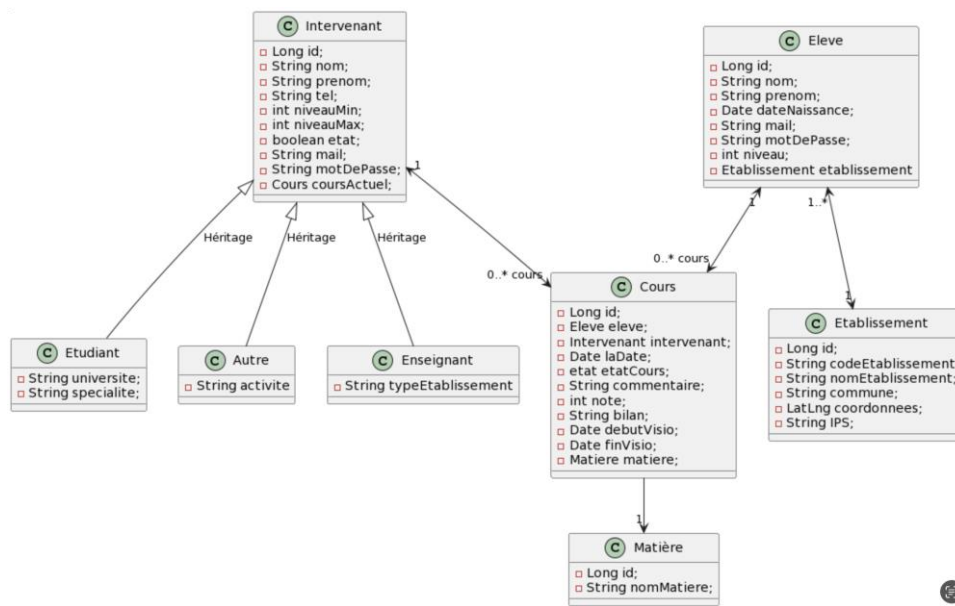 C Intervenant
Long id;
String nom;
String prenom;
String tel;
int niveauMin;
int niveauMax;
boolean etat;
String mail;
String motDePasse;
Cours coursActuel;
C Eleve
Long id;
String nom;
String prenom;
Date dateNaissance;
String mail;
String motDePasse;
int niveau;
Etablissement etablissement
1
1
1..*
Héritage
Héritage
Héritage
0..* cours
0..* cours
1
C Etudiant
String universite;
String specialite;
C Autre
String activite
C Enseignant
String typeEtablissement
C Cours
Long id;
Eleve eleve;
Intervenant intervenant;
Date laDate;
etat etatCours;
String commentaire;
int note;
String bilan;
Date debutVisio;
Date finVisio;
Matiere matiere;
C Etablissement
Long id;
String codeEtablissement
String nomEtablissement;
String commune;
LatLng coordonnees;
String IPS;
1
C Matière
Long id;
String nomMatiere;